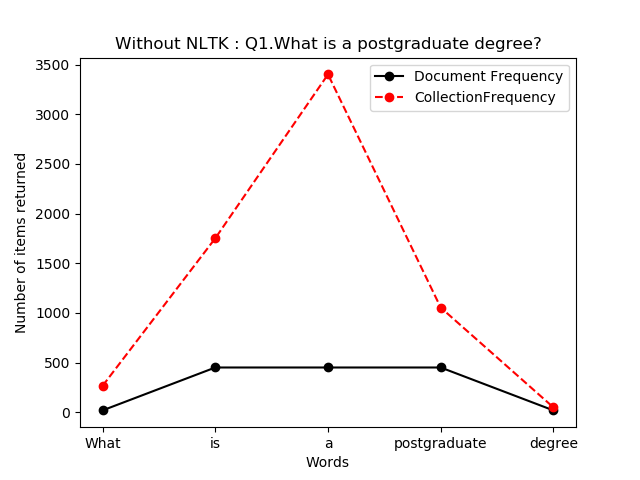 Without NLTK : Q1.What is a postgraduate degree?
Document Frequency
CollectionFrequency
Number of items returned
3500
3000
2500
2000
1500
1000
500
0
What is a postgraduate degree
Words